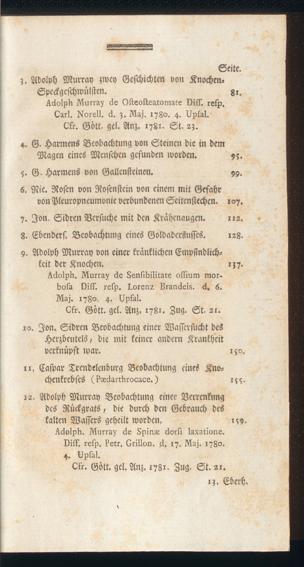 Seite.
3. Adolph Murray zwey Geschichten von Knochen-
Speckgeschwülsten. 81.
Adolph Murray de Osteosteatomate Diss. resp.
Carl. Norell. d. 3. Maj. 1780. 4. Upsal.
Cfr. Gött. gel. Anz. 1781. St. 23.
4. G. Harmens Beobachtung von Steinen die in dem
Magen eines Menschen gefunden worden. 95.
5. G. Harmens von Gallensteinen. 99.
6. Nic. Rosen von Rosenstein von einem mit Gefahr
von Pleuropneumonie verbundenen Seitenstechen. 107.
7. Jon. Sidren Versuche mit den Krähenaugen. 112.
8. Ebenders. Beobachtung eines Goldaderflusses. 128.
9. Adolph Murray von einer kränklichen Empfindlich-
keit der Knochen. 137.
Adolph. Murray de Sensibilitate ossium mor-
bosa Diss. resp. Lorenz Brandeis. d. 6.
Maj. 1780. 4. Upsal.
Cfr. Gött. gel. Anz. 1781. Zug. St. 21.
10. Jon. Sidren Beobachtung einer Wassersucht des
Herzbeutels, die mit keiner andern Krankheit
verknüpft war. 150.
11. Caspar Trendelenburg Beobachtung eines Kno-
chenkrebses (Pædarthrocace.) 155.
12. Adolph Murray Beobachtung einer Verrenkung
des Rückgrats, die durch den Gebrauch des
kalten Wassers geheilt worden. 159.
Adolph. Murray de Spinæ dorsi laxatione.
Diss. resp. Petr. Grillon. d. 17. Maj. 1780.
4. Upsal.
Cfr. Gött. gel. Anz. 1781. Zug. St. 21.
13. Eberh.